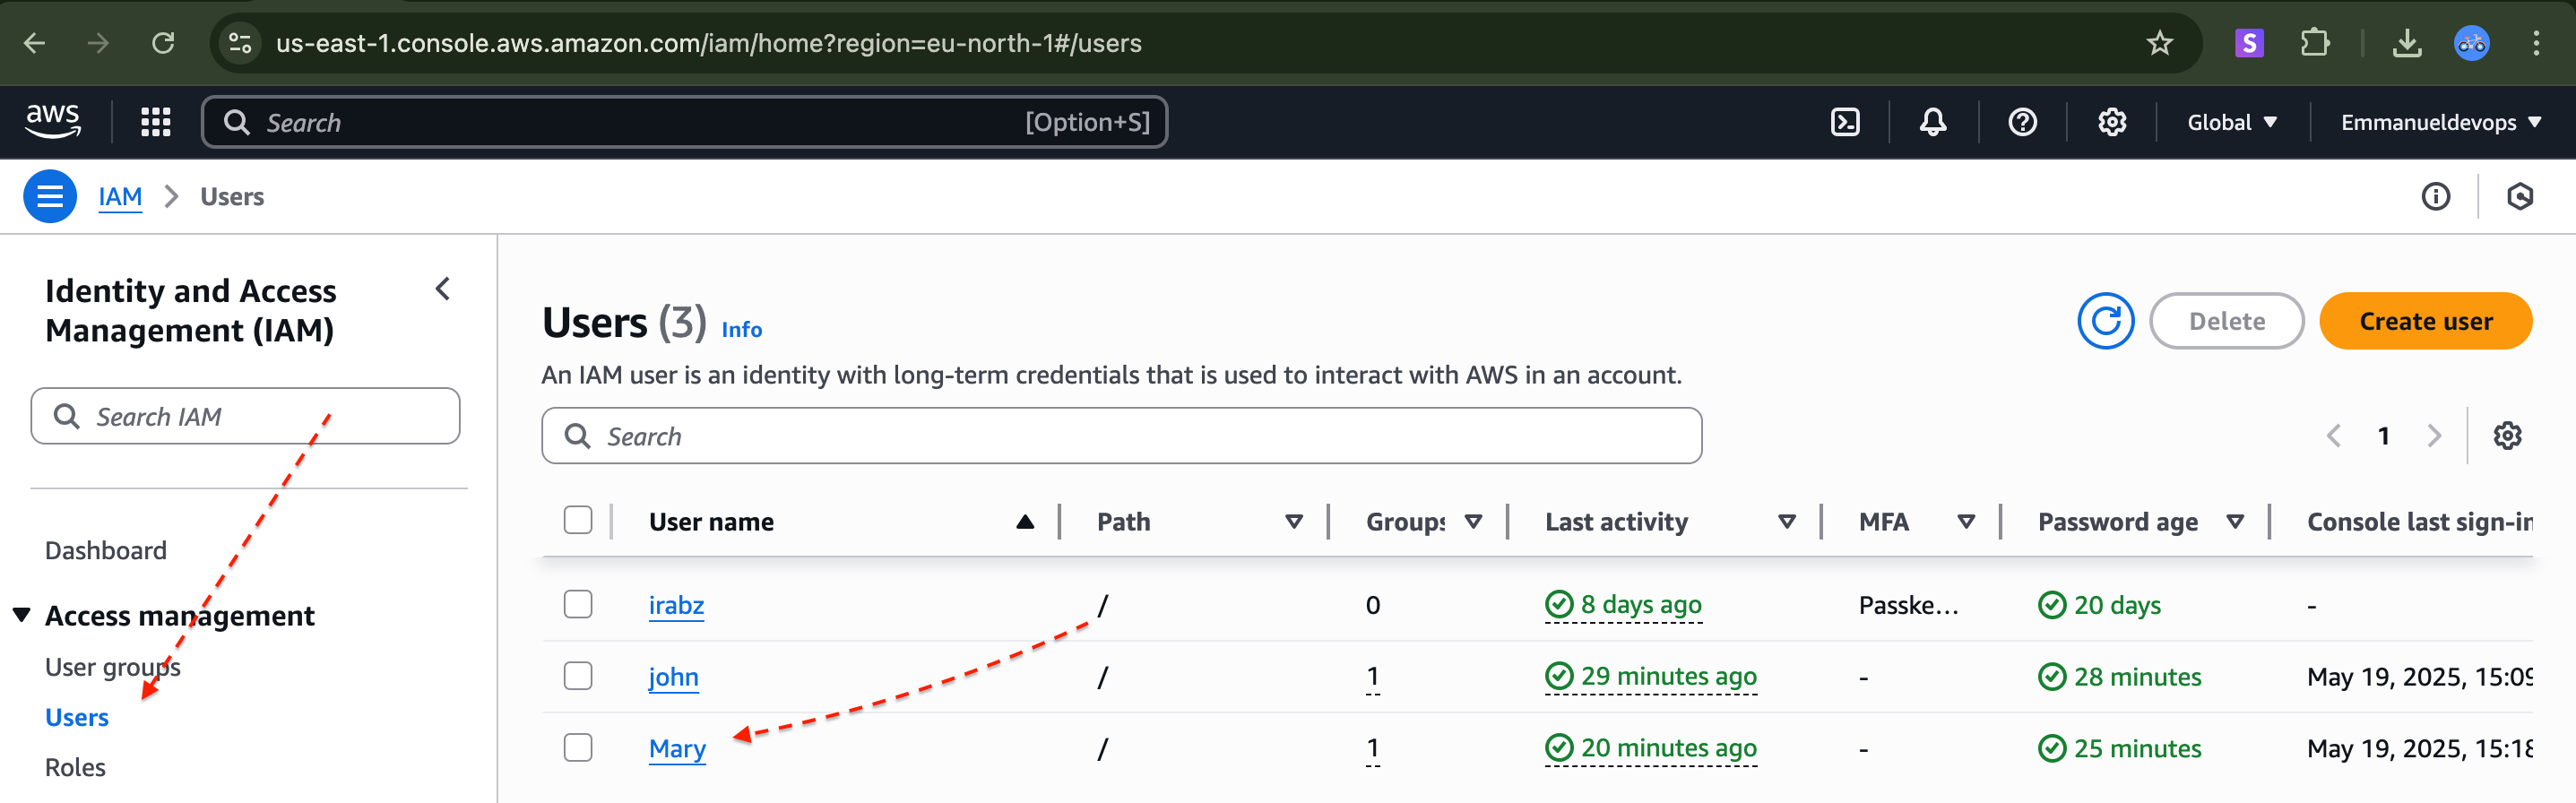 us-east-1.console.aws.amazon.com/iam/home?region=eu-north-1#/users
S
aws
Search
[Option+S]
Global
Emmanueldevops
IAM
Users
Identity and Access
Management (IAM)
Search IAM
Dashboard
Access management
User groups
Users
Roles
Users (3) Info
Delete
Create user
An IAM user is an identity with long-term credentials that is used to interact with AWS in an account.
Search
1
User name Path Groups Last activity MFA Password age Console last sign-in
irabz / 0 8 days ago Passke... 20 days -
john / 1 29 minutes ago - 28 minutes May 19, 2025, 15:09
Mary / 1 20 minutes ago - 25 minutes May 19, 2025, 15:18